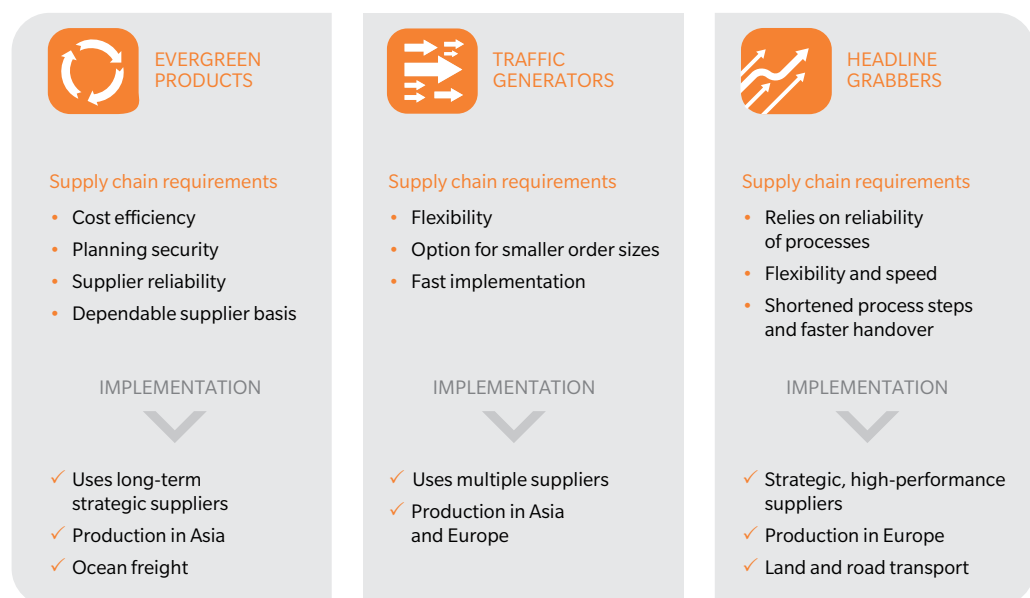 EVERGREEN
PRODUCTS
Supply chain requirements
• Cost efficiency
• Planning security
• Supplier reliability
• Dependable supplier basis
IMPLEMENTATION
✓ Uses long-term
strategic suppliers
✓ Production in Asia
✓ Ocean freight
TRAFFIC
GENERATORS
Supply chain requirements
• Flexibility
• Option for smaller order sizes
• Fast implementation
IMPLEMENTATION
✓ Uses multiple suppliers
✓ Production in Asia
and Europe
HEADLINE
GRABBERS
Supply chain requirements
• Relies on reliability
of processes
• Flexibility and speed
• Shortened process steps
and faster handover
IMPLEMENTATION
✓ Strategic, high-performance
suppliers
✓ Production in Europe
✓ Land and road transport